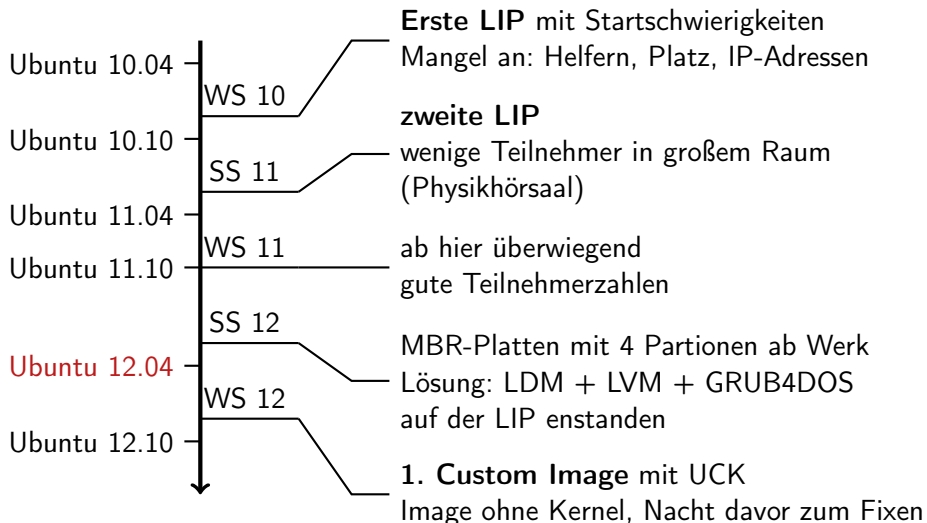 Erste LIP mit Startschwierigkeiten
Mangel an: Helfern, Platz, IP-Adressen
Ubuntu 10.04
WS 10
zweite LIP
wenige Teilnehmer in großem Raum
(Physikhörsaal)
Ubuntu 10.10
SS 11
Ubuntu 11.04
WS 11
ab hier überwiegend
gute Teilnehmerzahlen
Ubuntu 11.10
SS 12
MBR-Platten mit 4 Partionen ab Werk
Lösung: LDM + LVM + GRUB4DOS
auf der LIP enstanden
Ubuntu 12.04
WS 12
Ubuntu 12.10
1. Custom Image mit UCK
Image ohne Kernel, Nacht davor zum Fixen